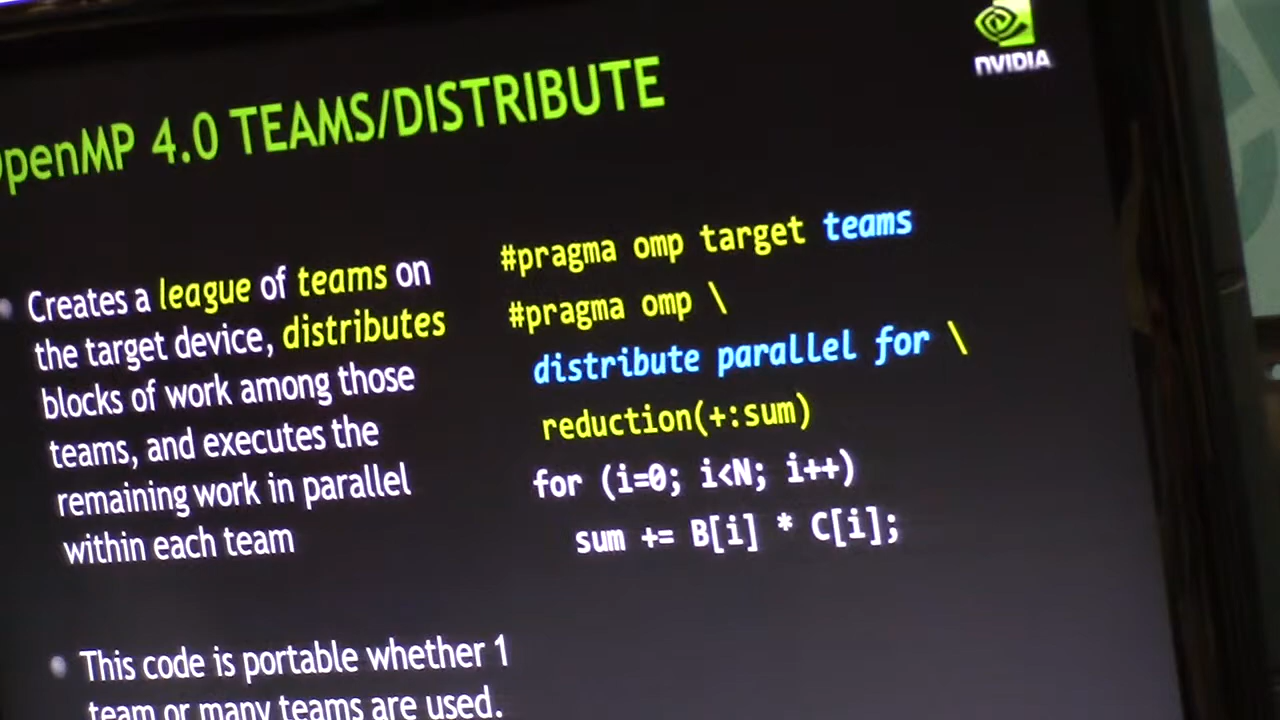 NVIDIA
OpenMP 4.0 TEAMS/DISTRIBUTE
Creates a league of teams on
the target device, distributes
blocks of work among those
teams, and executes the
remaining work in parallel
within each team
#pragma omp target teams
#pragma omp \
distribute parallel for \
reduction(+:sum)
for (i=0; i<N; i++)
sum += B[i] * C[i];
This code is portable whether 1
team or many teams are used.